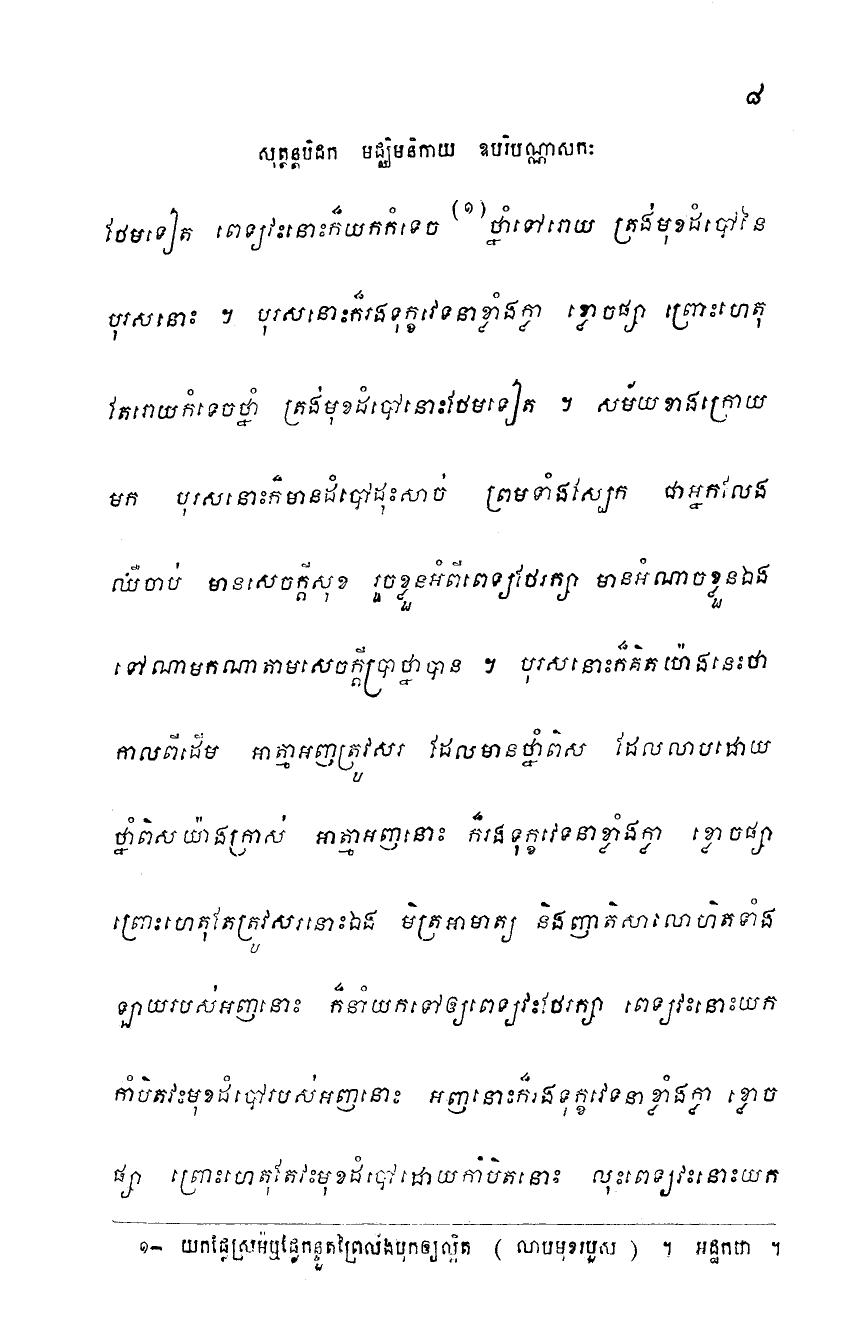 ៨
សុត្តន្តបិដក មជ្ឈិមនិកាយ ឧបរិបណ្ណាសកៈ
ថែមទៀត ពេទ្យវះនោះក៏យកកំទេច (១) ថ្នាំទៅរោយ ត្រង់មុខដំបៅនៃ
បុរសនោះ ។ បុរសនោះក៏រងទុក្ខវេទនាខ្លាំងក្លា ខ្លោចផ្សា ព្រោះហេតុ
តែរោយកំទេចថ្នាំ ត្រង់មុខដំបៅនោះថែមទៀត ។ សម័យខាងក្រោយ
មក បុរសនោះក៏មានដំបៅដុះសាច់ ព្រមទាំងស្បែក ជាអ្នកលែង
ឈឺចាប់ មានសេចក្តីសុខ រួចខ្លួនអំពីពេទ្យថែរក្សា មានអំណាចខ្លួនឯង
ទៅណាមកណាតាមសេចក្តីប្រាថ្នាបាន ។ បុរសនោះក៏គិតយ៉ាងនេះថា
កាលពីដើម អាត្មាអញត្រូវសរ ដែលមានថ្នាំពិស ដែលលាបដោយ
ថ្នាំពិសយ៉ាងក្រាស់ អាត្មាអញនោះ ក៏រងទុក្ខវេទនាខ្លាំងក្លា ខ្លោចផ្សា
ព្រោះហេតុតែត្រូវសរនោះឯង មិត្រអាមាត្យ និងញាតិសាលោហិតទាំង
ឡាយរបស់អញនោះ ក៏នាំយកទៅឲ្យពេទ្យវះថែរក្សា ពេទ្យវះនោះយក
កាំបិតវះមុខដំបៅរបស់អញនោះ អញនោះក៏រងទុក្ខវេទនាខ្លាំងក្លា ខ្លោច
ផ្សា ព្រោះហេតុតែវះមុខដំបៅដោយកាំបិតនោះ លុះពេទ្យវះនោះយក
១– យកផ្លែស្រម៉ឬផ្លែកន្ទួតព្រៃលីងបុកឲ្យល្អិត ( លាបមុខរបួស ) ។ អដ្ឋកថា ។